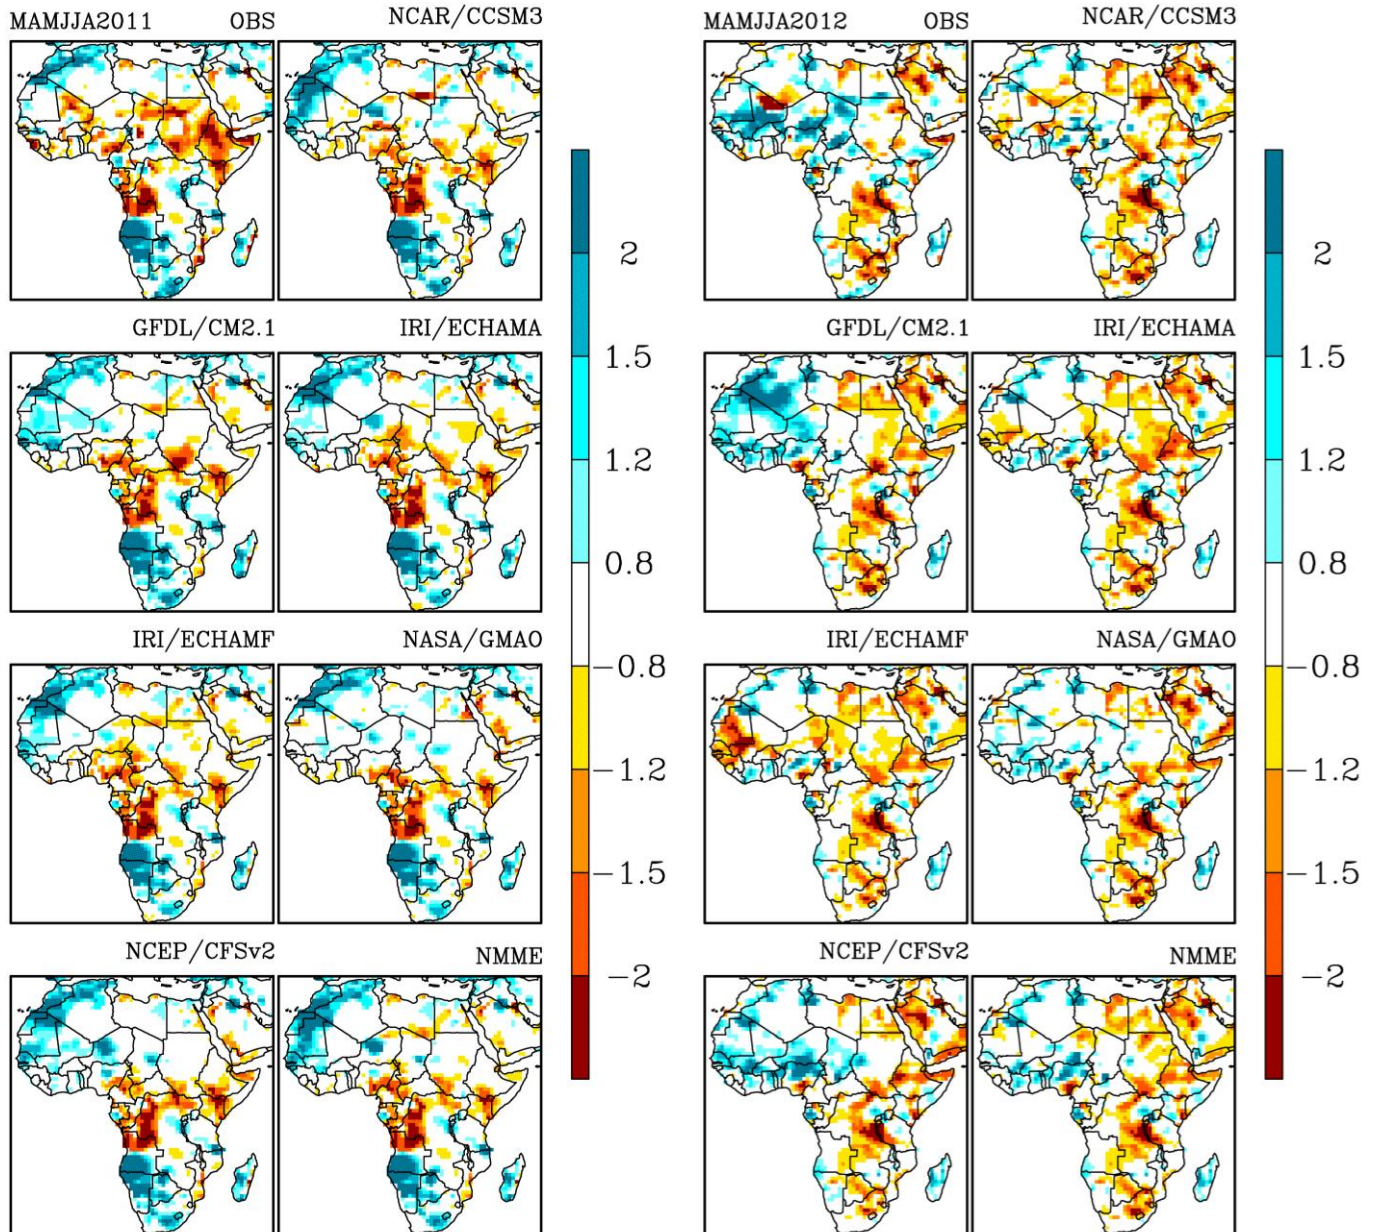 MAMJJA2011 OBS NCAR/CCSM3
GFDL/CM2.1 IRI/ECHAMA
IRI/ECHAMF NASA/GMAO
NCEP/CFSv2 NMME
2
1.5
1.2
0.8
-0.8
-1.2
-1.5
-2
MAMJJA2012 OBS NCAR/CCSM3
GFDL/CM2.1 IRI/ECHAMA
IRI/ECHAMF NASA/GMAO
NCEP/CFSv2 NMME
2
1.5
1.2
0.8
-0.8
-1.2
-1.5
-2